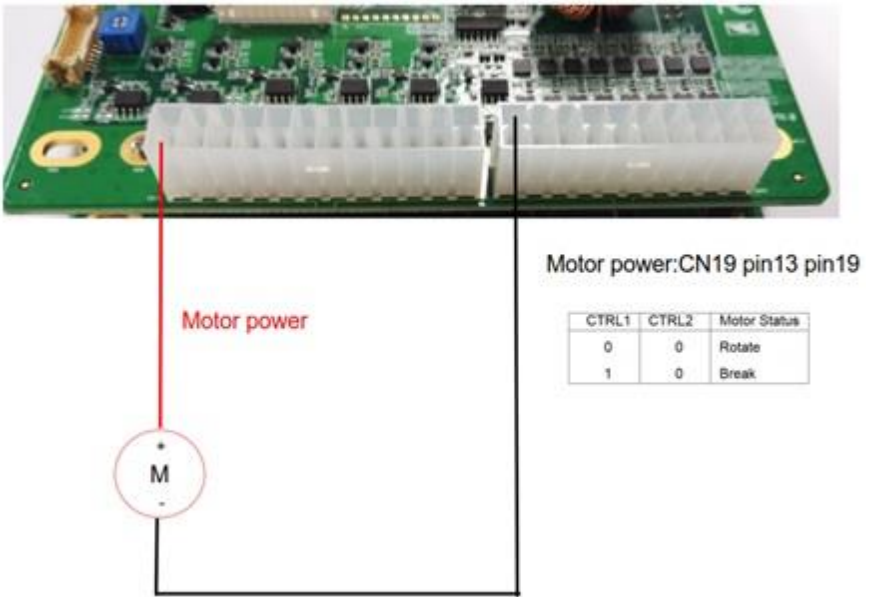 Motor power:CN19 pin13 pin19
Motor power
CTRL1 CTRL2 Motor Status
0 0 Rotate
1 0 Break
+
M
-